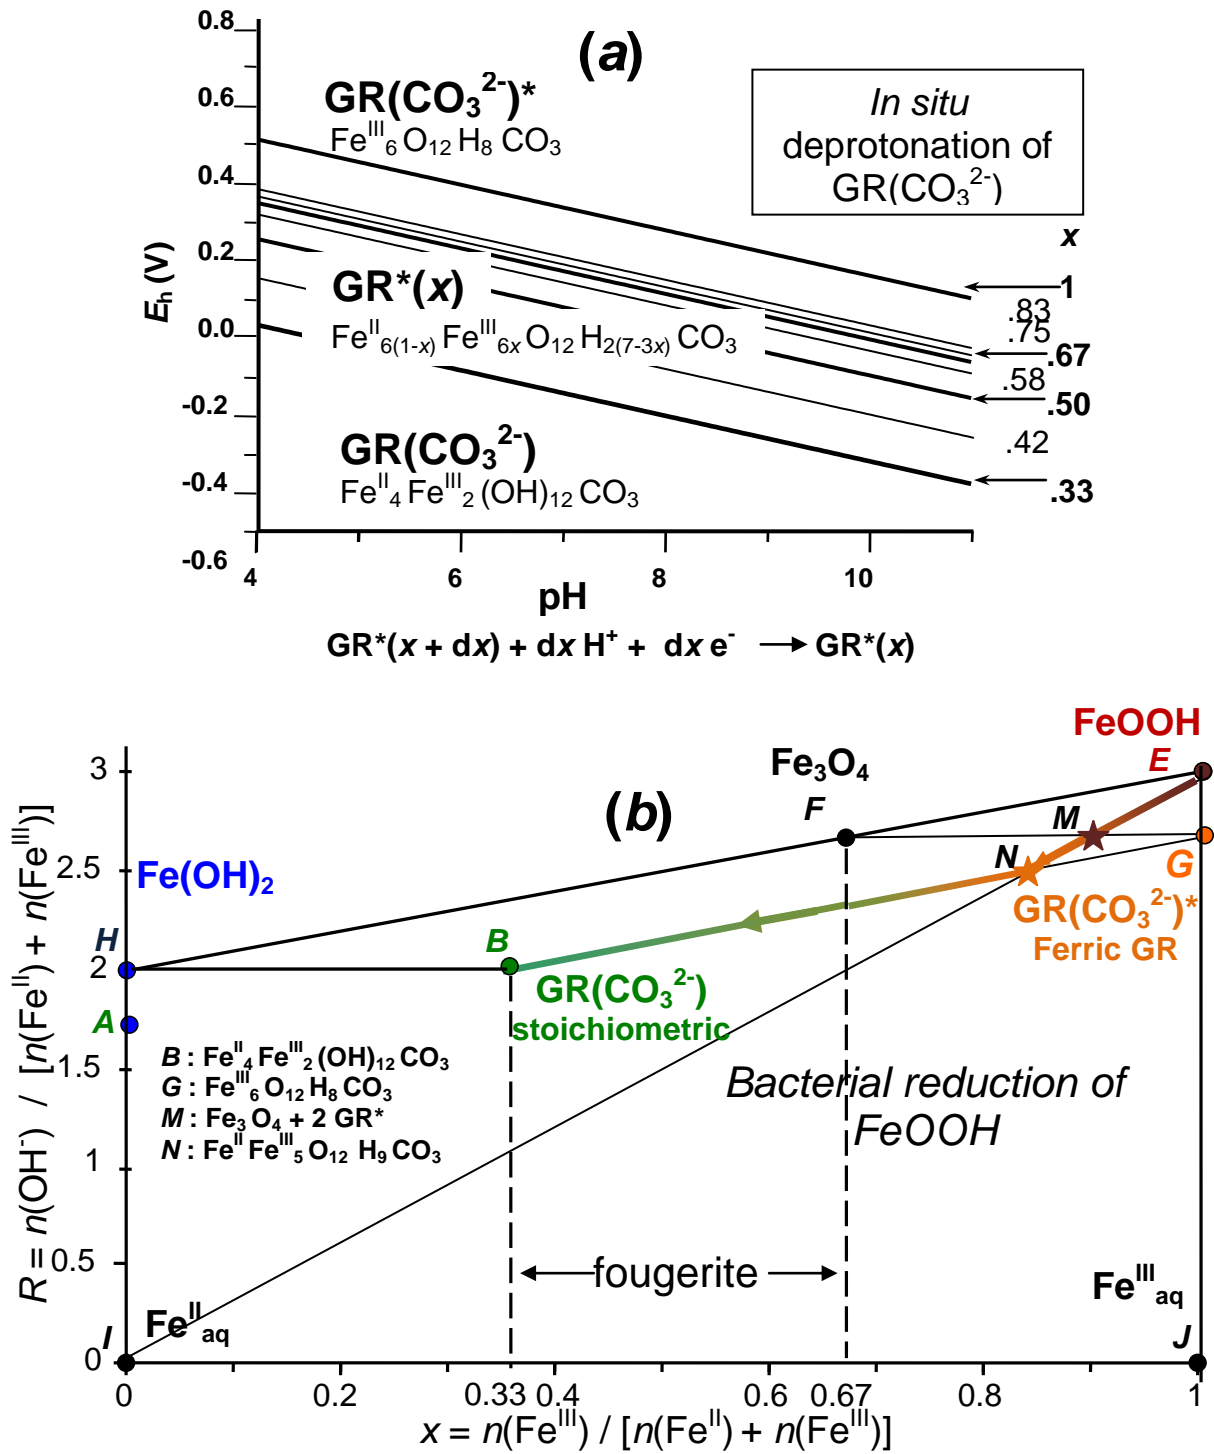 (a)
0.8
0.6
0.4
0.2
0.0
-0.2
-0.4
-0.6
E_h (V)
GR(CO₃²⁻)*
Feᴵᴵᴵ₆ O₁₂ H₈ CO₃
In situ
deprotonation of
GR(CO₃²⁻)
x
1
.83
.75
.67
.58
.50
.42
.33
GR*(x)
Feᴵᴵ₆₍₁₋ₓ₎ Feᴵᴵᴵ₆ₓ O₁₂ H₂₍₇₋₃ₓ₎ CO₃
GR(CO₃²⁻)
Feᴵᴵ₄ Feᴵᴵᴵ₂ (OH)₁₂ CO₃
4 6 8 10
pH
GR*(x + dx) + dx H⁺ + dx e⁻ → GR*(x)
(b)
R = n(OH⁻) / [n(Feᴵᴵ) + n(Feᴵᴵᴵ)]
3
2.5
2
1.5
1
0.5
0
FeOOH
E
Fe₃O₄
F
M
N
G
Fe(OH)₂
H
A
B
GR(CO₃²⁻)*
Ferric GR
GR(CO₃²⁻)
stoichiometric
B : Feᴵᴵ₄ Feᴵᴵᴵ₂ (OH)₁₂ CO₃
G : Feᴵᴵᴵ₆ O₁₂ H₈ CO₃
M : Fe₃ O₄ + 2 GR*
N : Feᴵᴵ Feᴵᴵᴵ₅ O₁₂ H₉ CO₃
Bacterial reduction of
FeOOH
← fougerite →
I
Feᴵᴵaq
Feᴵᴵᴵaq
J
0 0.2 0.33 0.4 0.6 0.67 0.8 1
x = n(Feᴵᴵᴵ) / [n(Feᴵᴵ) + n(Feᴵᴵᴵ)]